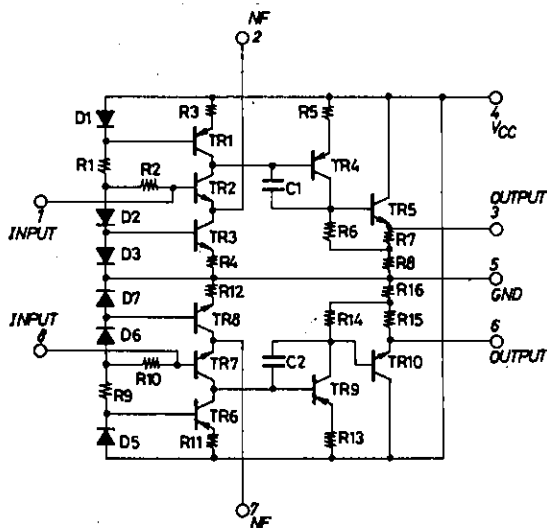 NF
2
D1
R3
TR1
R5
4
VCC
R1
R2
TR4
TR2
C1
1
INPUT
D2
TR5
OUTPUT
3
TR3
R6
R7
D3
R4
R8
5
GND
D7
R12
R16
INPUT
8
TR8
R14
R15
D6
6
OUTPUT
R10
TR7
C2
TR10
R9
TR9
TR6
D5
R11
R13
7
NF